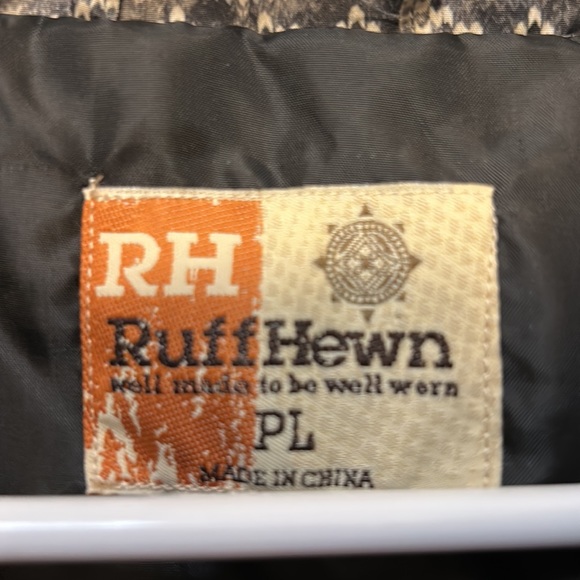 RH
RuffHewn
well made to be well worn
PL
MADE IN CHINA